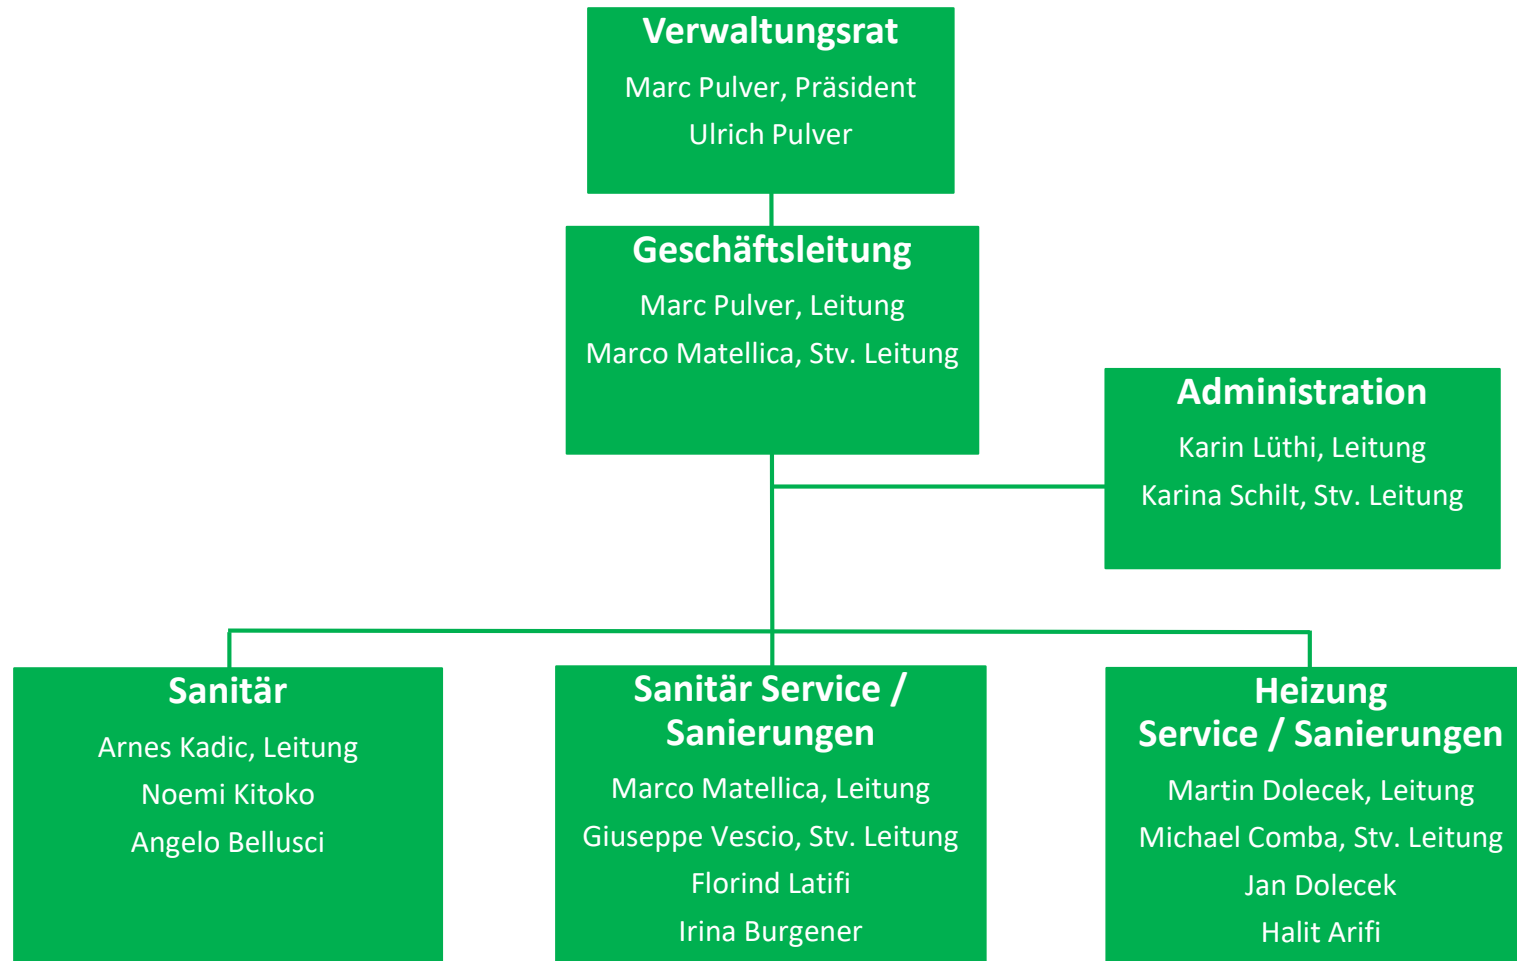 Verwaltungsrat
Marc Pulver, Präsident
Ulrich Pulver
Geschäftsleitung
Marc Pulver, Leitung
Marco Matellica, Stv. Leitung
Administration
Karin Lüthi, Leitung
Karina Schilt, Stv. Leitung
Sanitär
Arnes Kadic, Leitung
Noemi Kitoko
Angelo Bellusci
Sanitär Service /
Sanierungen
Marco Matellica, Leitung
Giuseppe Vescio, Stv. Leitung
Florind Latifi
Irina Burgener
Heizung
Service / Sanierungen
Martin Dolecek, Leitung
Michael Comba, Stv. Leitung
Jan Dolecek
Halit Arifi